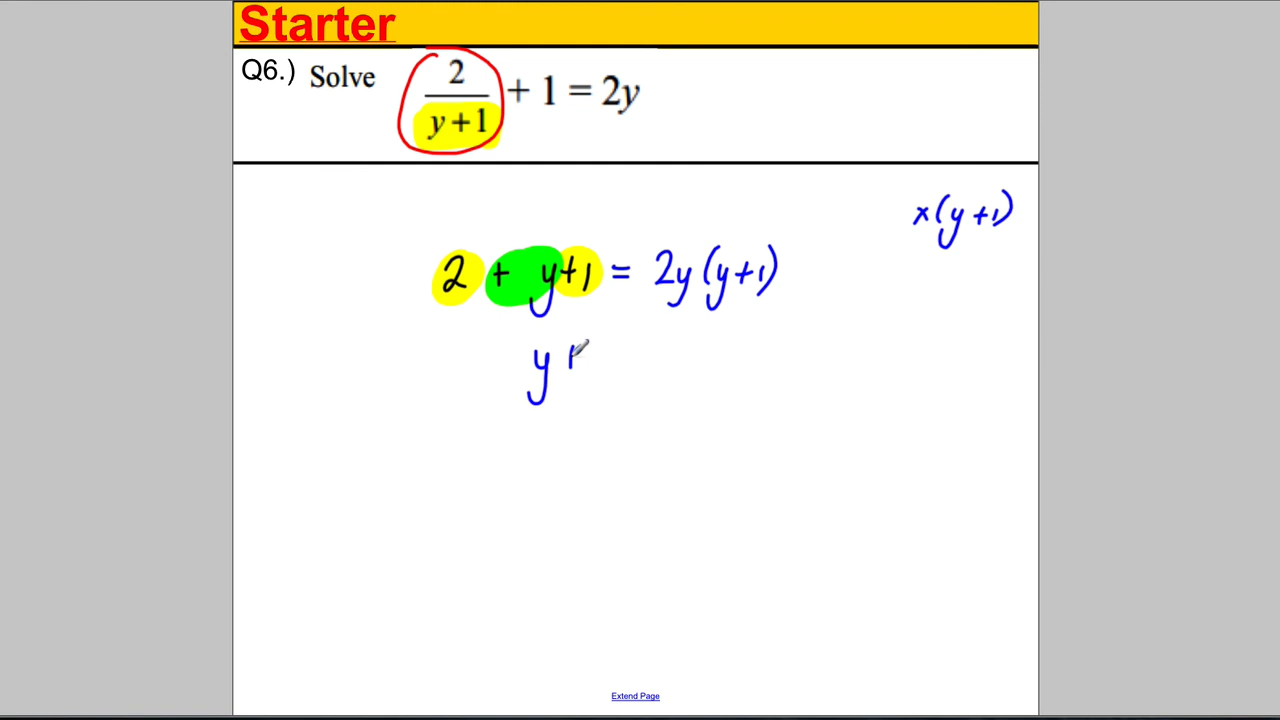 Starter
Q6.) Solve 2/(y+1) + 1 = 2y
x(y+1)
2 + y+1 = 2y(y+1)
y +
Extend Page